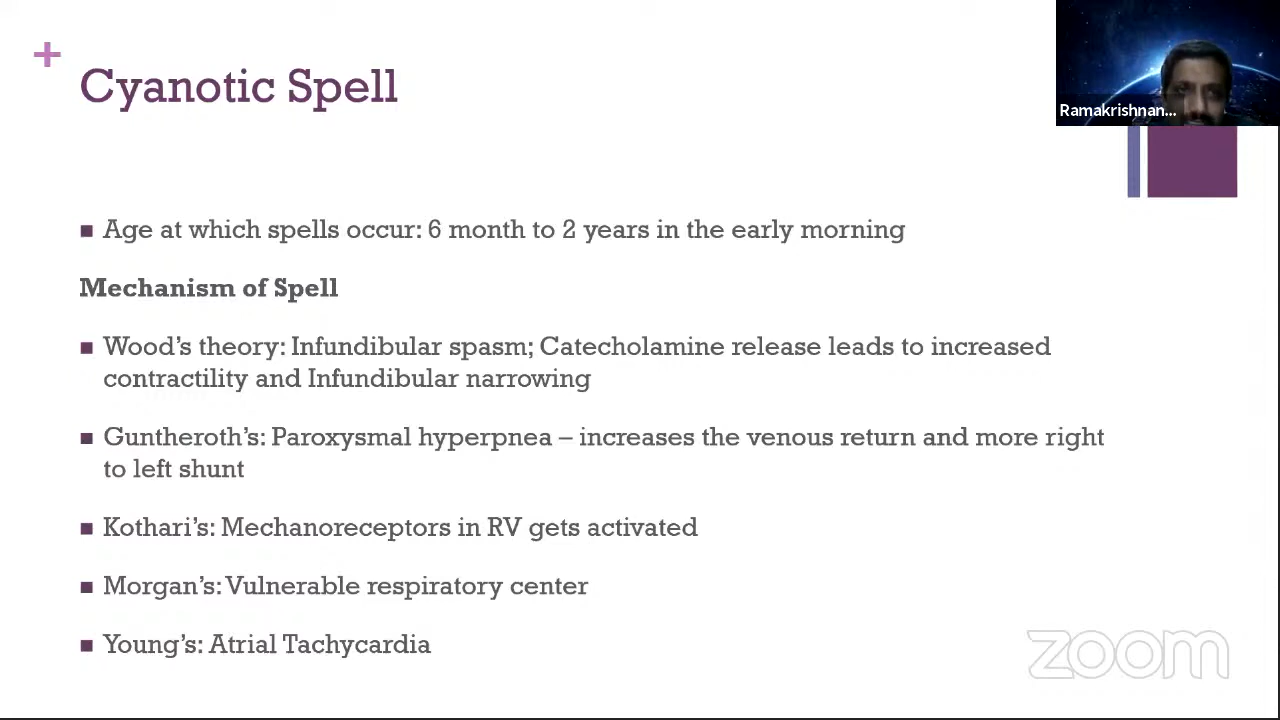 +
Cyanotic Spell
Ramakrishnan...
Age at which spells occur: 6 month to 2 years in the early morning
Mechanism of Spell
Wood's theory: Infundibular spasm; Catecholamine release leads to increased
contractility and Infundibular narrowing
Guntheroth's: Paroxysmal hyperpnea – increases the venous return and more right
to left shunt
Kothari's: Mechanoreceptors in RV gets activated
Morgan's: Vulnerable respiratory center
Young's: Atrial Tachycardia
zoom